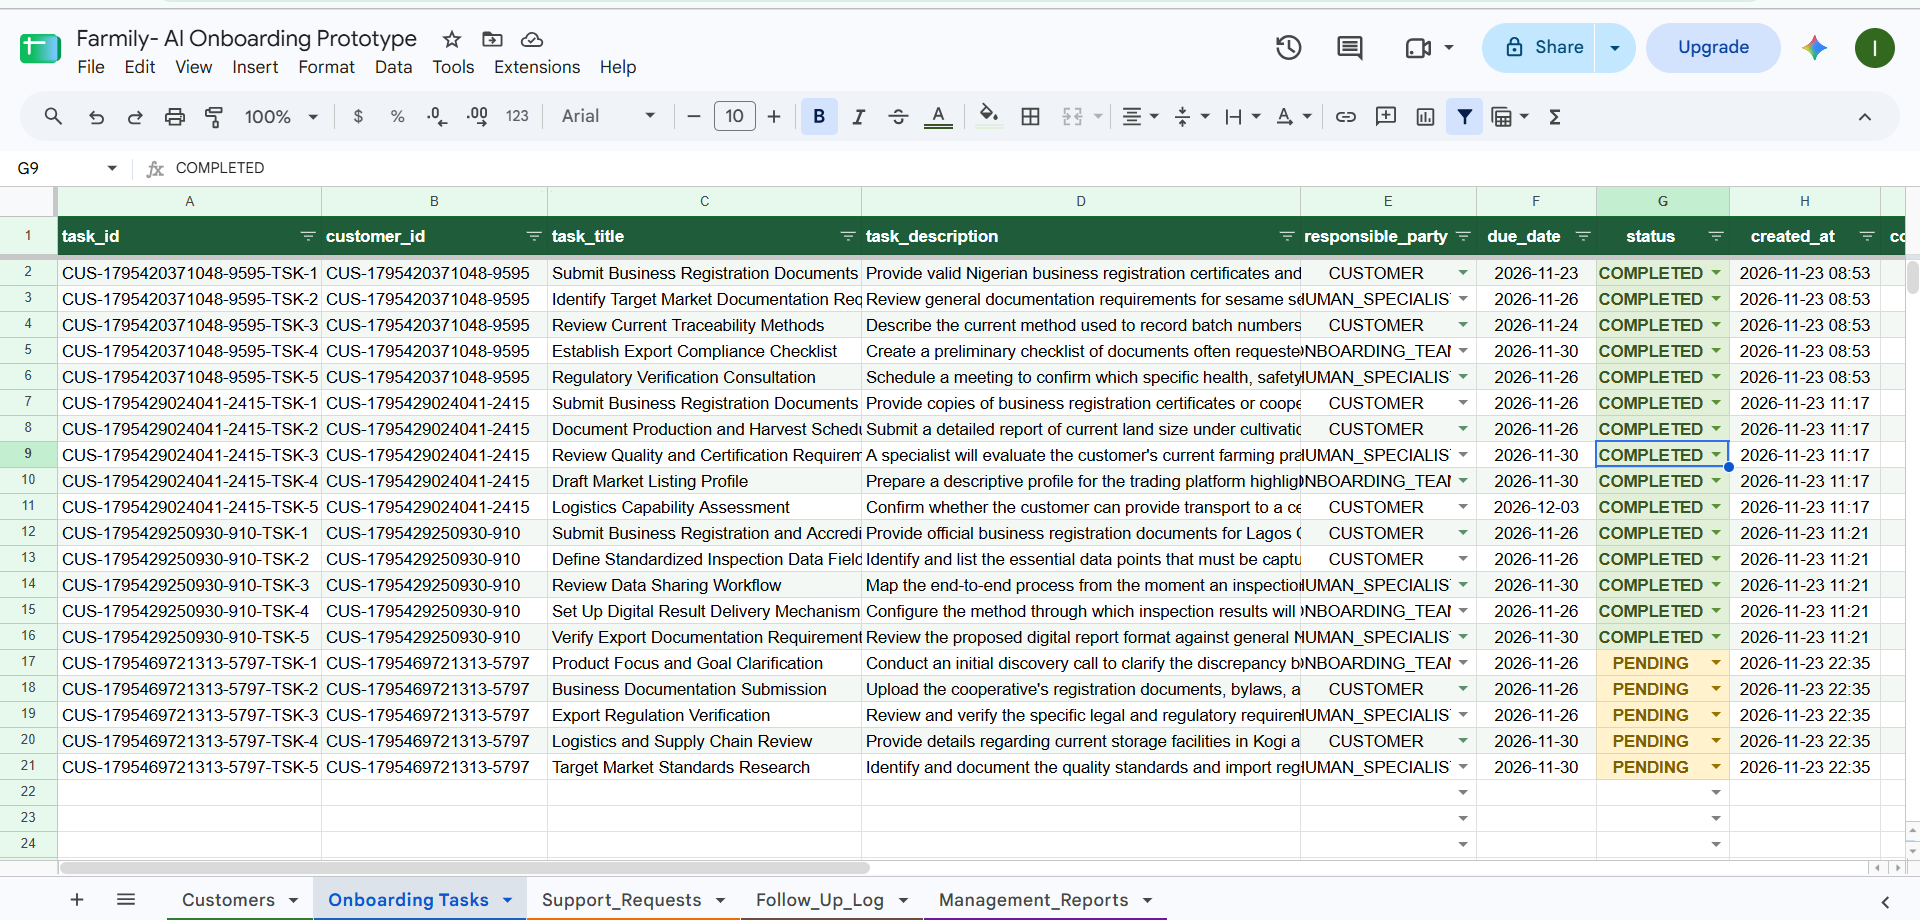 Farmily- AI Onboarding Prototype
File Edit View Insert Format Data Tools Extensions Help
Share
Upgrade
I
100% $ % .0 .00 123 Arial 10 B I A
G9 fx COMPLETED
A B C D E F G H
1 task_id customer_id task_title task_description responsible_party due_date status created_at co
2 CUS-1795420371048-9595-TSK-1 CUS-1795420371048-9595 Submit Business Registration Documents Provide valid Nigerian business registration certificates and CUSTOMER 2026-11-23 COMPLETED 2026-11-23 08:53
3 CUS-1795420371048-9595-TSK-2 CUS-1795420371048-9595 Identify Target Market Documentation Req Review general documentation requirements for sesame se UMAN_SPECIALIS 2026-11-26 COMPLETED 2026-11-23 08:53
4 CUS-1795420371048-9595-TSK-3 CUS-1795420371048-9595 Review Current Traceability Methods Describe the current method used to record batch numbers CUSTOMER 2026-11-24 COMPLETED 2026-11-23 08:53
5 CUS-1795420371048-9595-TSK-4 CUS-1795420371048-9595 Establish Export Compliance Checklist Create a preliminary checklist of documents often requeste NBOARDING_TEA 2026-11-30 COMPLETED 2026-11-23 08:53
6 CUS-1795420371048-9595-TSK-5 CUS-1795420371048-9595 Regulatory Verification Consultation Schedule a meeting to confirm which specific health, safety UMAN_SPECIALIS 2026-11-26 COMPLETED 2026-11-23 08:53
7 CUS-1795429024041-2415-TSK-1 CUS-1795429024041-2415 Submit Business Registration Documents Provide copies of business registration certificates or coope CUSTOMER 2026-11-26 COMPLETED 2026-11-23 11:17
8 CUS-1795429024041-2415-TSK-2 CUS-1795429024041-2415 Document Production and Harvest Schedu Submit a detailed report of current land size under cultivatio CUSTOMER 2026-11-26 COMPLETED 2026-11-23 11:17
9 CUS-1795429024041-2415-TSK-3 CUS-1795429024041-2415 Review Quality and Certification Requirem A specialist will evaluate the customer's current farming pra UMAN_SPECIALIS 2026-11-30 COMPLETED 2026-11-23 11:17
10 CUS-1795429024041-2415-TSK-4 CUS-1795429024041-2415 Draft Market Listing Profile Prepare a descriptive profile for the trading platform highlig NBOARDING_TEA 2026-11-30 COMPLETED 2026-11-23 11:17
11 CUS-1795429024041-2415-TSK-5 CUS-1795429024041-2415 Logistics Capability Assessment Confirm whether the customer can provide transport to a ce CUSTOMER 2026-12-03 COMPLETED 2026-11-23 11:17
12 CUS-1795429250930-910-TSK-1 CUS-1795429250930-910 Submit Business Registration and Accredi Provide official business registration documents for Lagos CUSTOMER 2026-11-26 COMPLETED 2026-11-23 11:21
13 CUS-1795429250930-910-TSK-2 CUS-1795429250930-910 Define Standardized Inspection Data Field Identify and list the essential data points that must be captu CUSTOMER 2026-11-26 COMPLETED 2026-11-23 11:21
14 CUS-1795429250930-910-TSK-3 CUS-1795429250930-910 Review Data Sharing Workflow Map the end-to-end process from the moment an inspection UMAN_SPECIALIS 2026-11-30 COMPLETED 2026-11-23 11:21
15 CUS-1795429250930-910-TSK-4 CUS-1795429250930-910 Set Up Digital Result Delivery Mechanism Configure the method through which inspection results will NBOARDING_TEA 2026-11-26 COMPLETED 2026-11-23 11:21
16 CUS-1795429250930-910-TSK-5 CUS-1795429250930-910 Verify Export Documentation Requirement Review the proposed digital report format against general N UMAN_SPECIALIS 2026-11-30 COMPLETED 2026-11-23 11:21
17 CUS-1795469721313-5797-TSK-1 CUS-1795469721313-5797 Product Focus and Goal Clarification Conduct an initial discovery call to clarify the discrepancy b NBOARDING_TEA 2026-11-26 PENDING 2026-11-23 22:35
18 CUS-1795469721313-5797-TSK-2 CUS-1795469721313-5797 Business Documentation Submission Upload the cooperative's registration documents, bylaws, a CUSTOMER 2026-11-26 PENDING 2026-11-23 22:35
19 CUS-1795469721313-5797-TSK-3 CUS-1795469721313-5797 Export Regulation Verification Review and verify the specific legal and regulatory requirem UMAN_SPECIALIS 2026-11-26 PENDING 2026-11-23 22:35
20 CUS-1795469721313-5797-TSK-4 CUS-1795469721313-5797 Logistics and Supply Chain Review Provide details regarding current storage facilities in Kogi a CUSTOMER 2026-11-30 PENDING 2026-11-23 22:35
21 CUS-1795469721313-5797-TSK-5 CUS-1795469721313-5797 Target Market Standards Research Identify and document the quality standards and import reg UMAN_SPECIALIS 2026-11-30 PENDING 2026-11-23 22:35
22
23
24
Customers Onboarding Tasks Support_Requests Follow_Up_Log Management_Reports